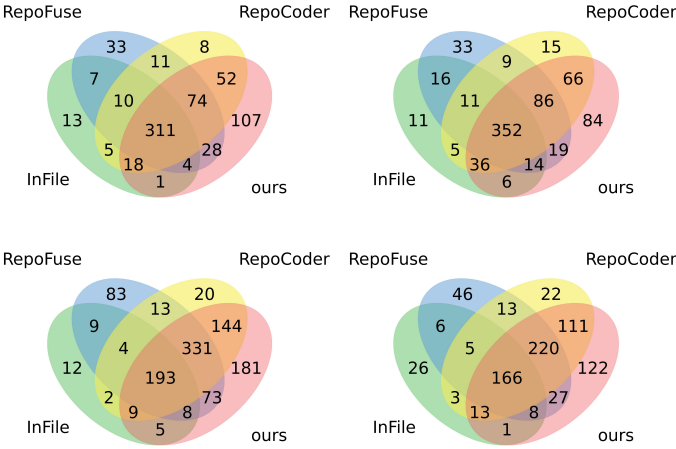 RepoFuse RepoCoder
33 8
11
7 52
10 74
13 311 107
5 28
18 4
InFile 1 ours
RepoFuse RepoCoder
33 15
9
16 66
11 86
11 352 84
5 19
36 14
InFile 6 ours
RepoFuse RepoCoder
83 20
13
9 144
4 331
12 193 181
2 73
9 8
InFile 5 ours
RepoFuse RepoCoder
46 22
13
6 111
5 220
26 166 122
3 27
13 8
InFile 1 ours